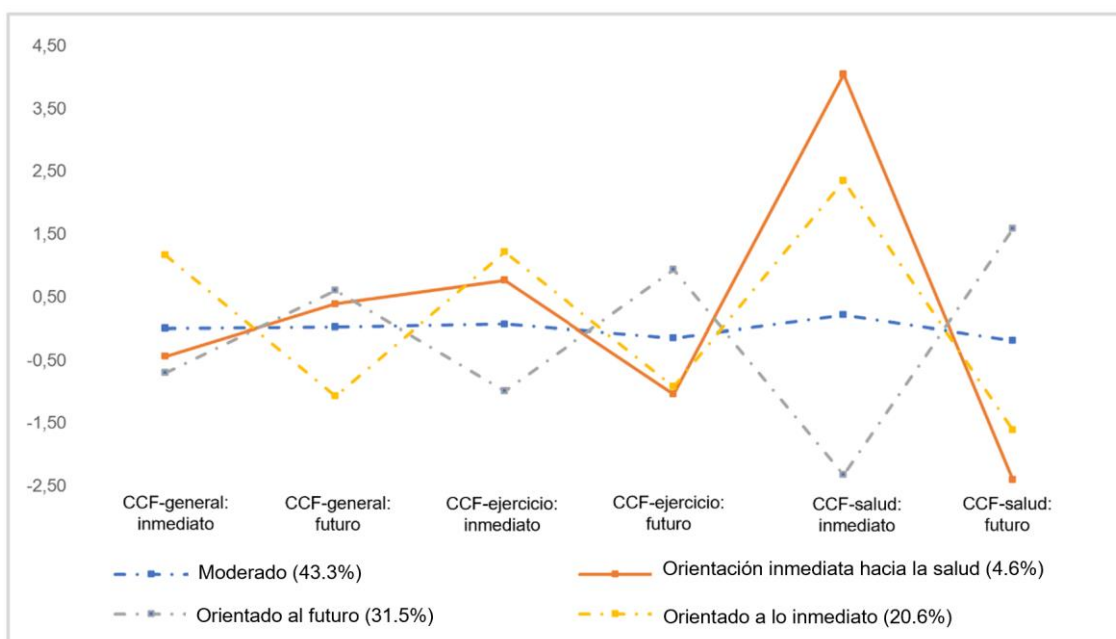 4,50
3,50
2,50
1,50
0,50
-0,50
-1,50
-2,50
CCF-general:
inmediato
CCF-general:
futuro
CCF-ejercicio:
inmediato
CCF-ejercicio:
futuro
CCF-salud:
inmediato
CCF-salud:
futuro
Moderado (43.3%)
Orientación inmediata hacia la salud (4.6%)
Orientado al futuro (31.5%)
Orientado a lo inmediato (20.6%)